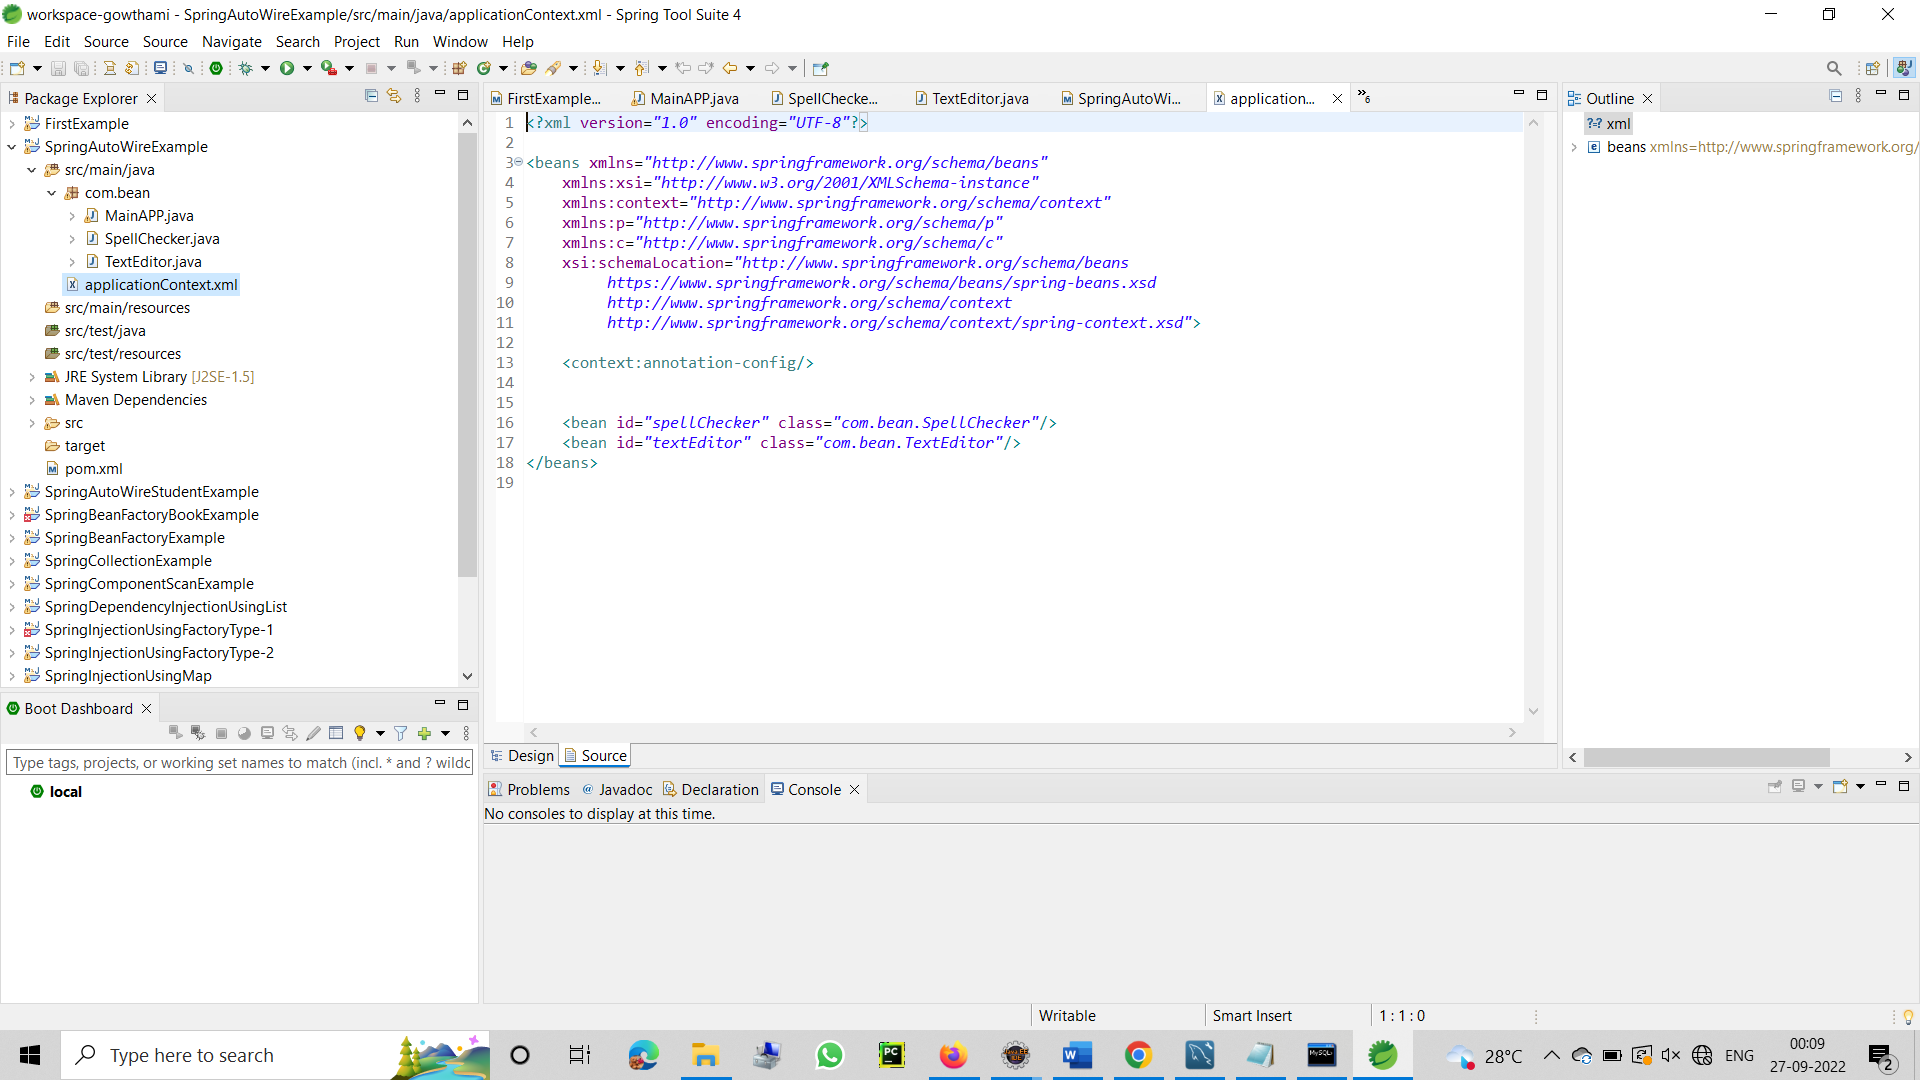 workspace-gowthami - SpringAutoWireExample/src/main/java/applicationContext.xml - Spring Tool Suite 4
File Edit Source Source Navigate Search Project Run Window Help
Package Explorer
FirstExample
SpringAutoWireExample
src/main/java
com.bean
MainAPP.java
SpellChecker.java
TextEditor.java
applicationContext.xml
src/main/resources
src/test/java
src/test/resources
JRE System Library [J2SE-1.5]
Maven Dependencies
src
target
pom.xml
SpringAutoWireStudentExample
SpringBeanFactoryBookExample
SpringBeanFactoryExample
SpringCollectionExample
SpringComponentScanExample
SpringDependencyInjectionUsingList
SpringInjectionUsingFactoryType-1
SpringInjectionUsingFactoryType-2
SpringInjectionUsingMap
Boot Dashboard
Type tags, projects, or working set names to match (incl. * and ? wildc
local
FirstExample... MainAPP.java SpellChecke... TextEditor.java SpringAutoWi... application... »6
1 <?xml version="1.0" encoding="UTF-8"?>
2
3 <beans xmlns="http://www.springframework.org/schema/beans"
4 xmlns:xsi="http://www.w3.org/2001/XMLSchema-instance"
5 xmlns:context="http://www.springframework.org/schema/context"
6 xmlns:p="http://www.springframework.org/schema/p"
7 xmlns:c="http://www.springframework.org/schema/c"
8 xsi:schemaLocation="http://www.springframework.org/schema/beans
9 https://www.springframework.org/schema/beans/spring-beans.xsd
10 http://www.springframework.org/schema/context
11 http://www.springframework.org/schema/context/spring-context.xsd">
12
13 <context:annotation-config/>
14
15
16 <bean id="spellChecker" class="com.bean.SpellChecker"/>
17 <bean id="textEditor" class="com.bean.TextEditor"/>
18 </beans>
19
Design Source
Outline
?=? xml
beans xmlns=http://www.springframework.org/
Problems @ Javadoc Declaration Console
No consoles to display at this time.
Writable Smart Insert 1 : 1 : 0
Type here to search
28°C ENG 00:09
27-09-2022
2